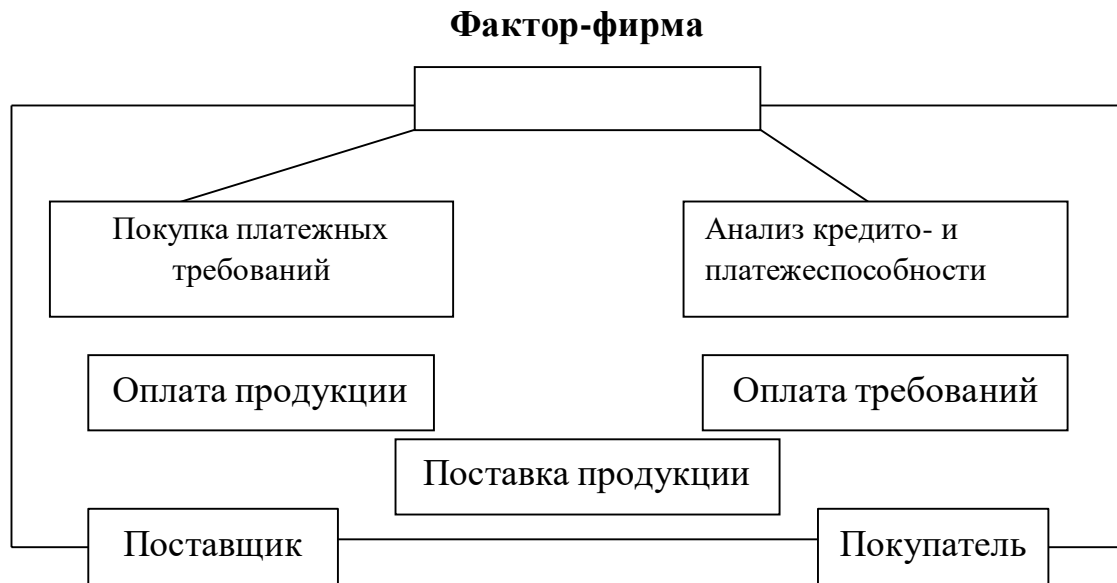 Фактор-фирма
Покупка платежных
требований
Анализ кредито- и
платежеспособности
Оплата продукции
Оплата требований
Поставка продукции
Поставщик
Покупатель